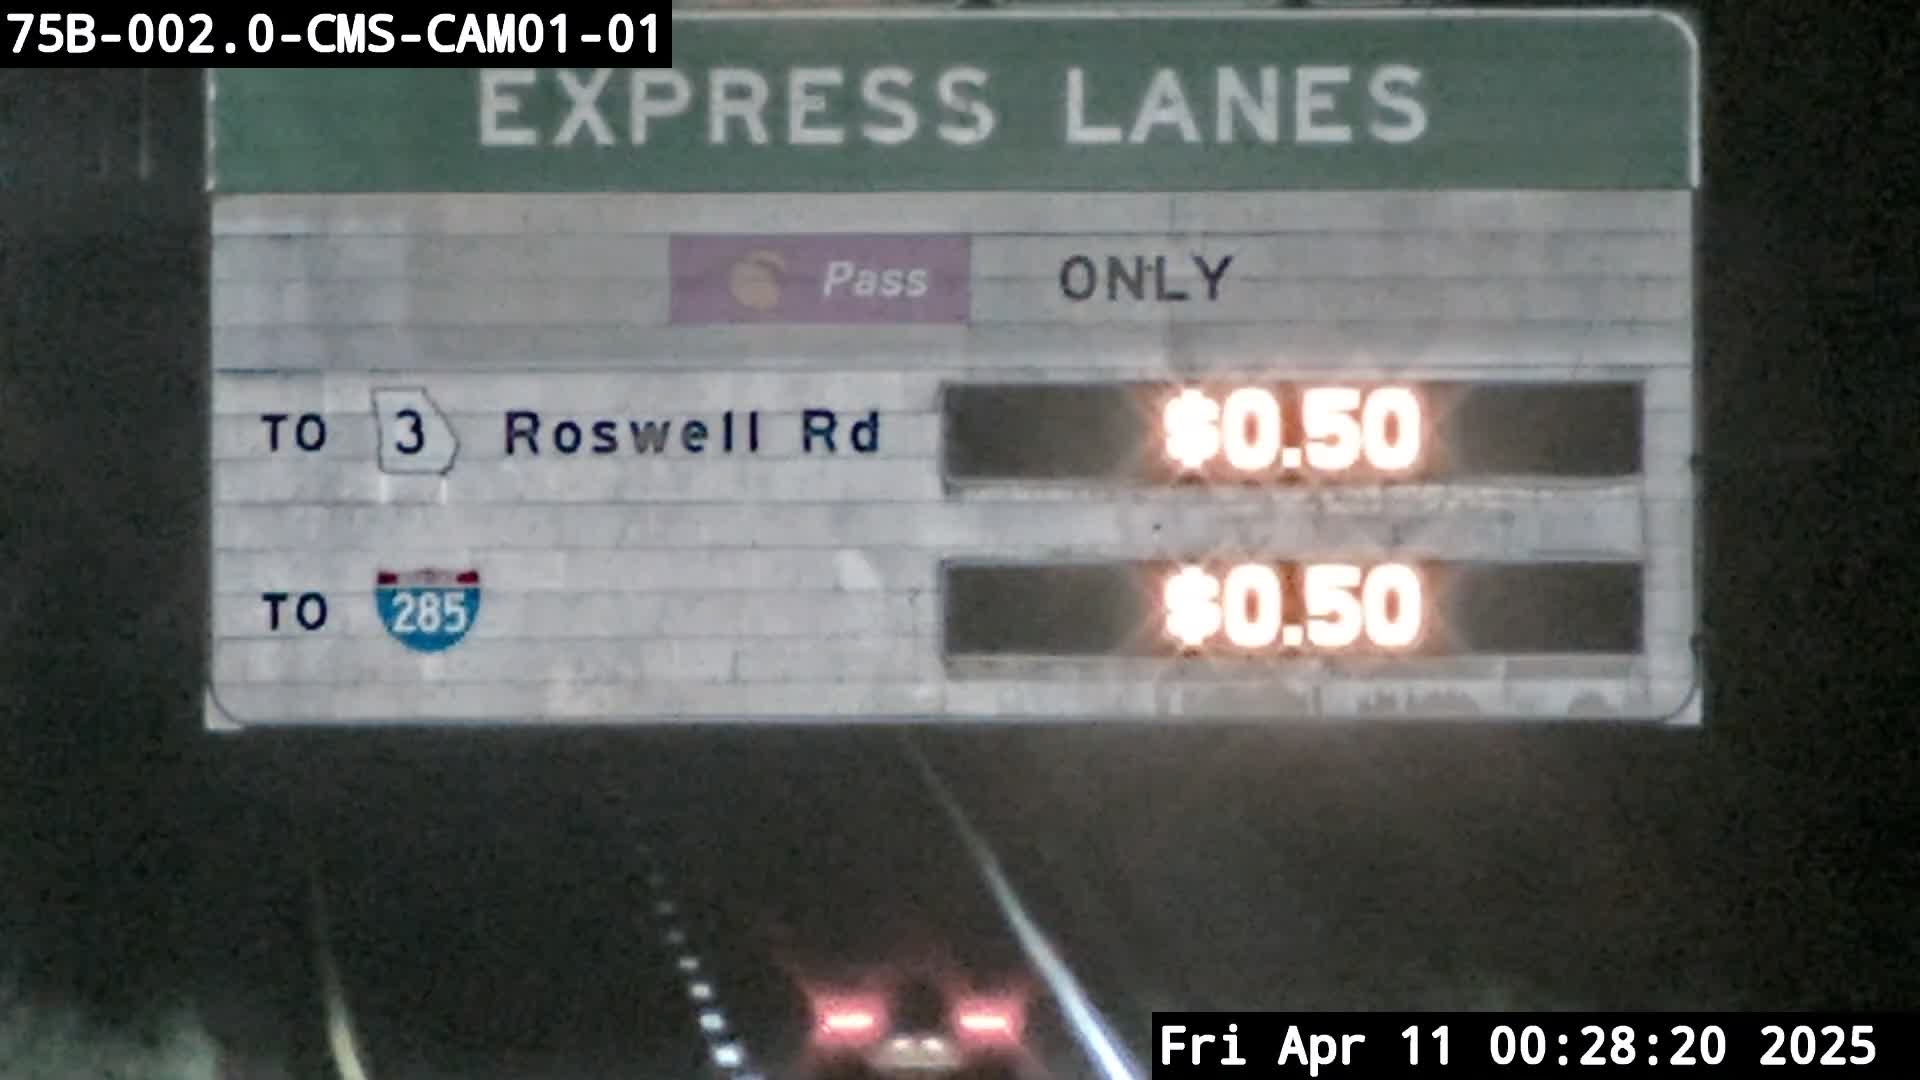 75B-002.0-CMS-CAM01-01
EXPRESS LANES
Pass ONLY
TO 3 Roswell Rd $0.50
TO 285 $0.50
Fri Apr 11 00:28:20 2025